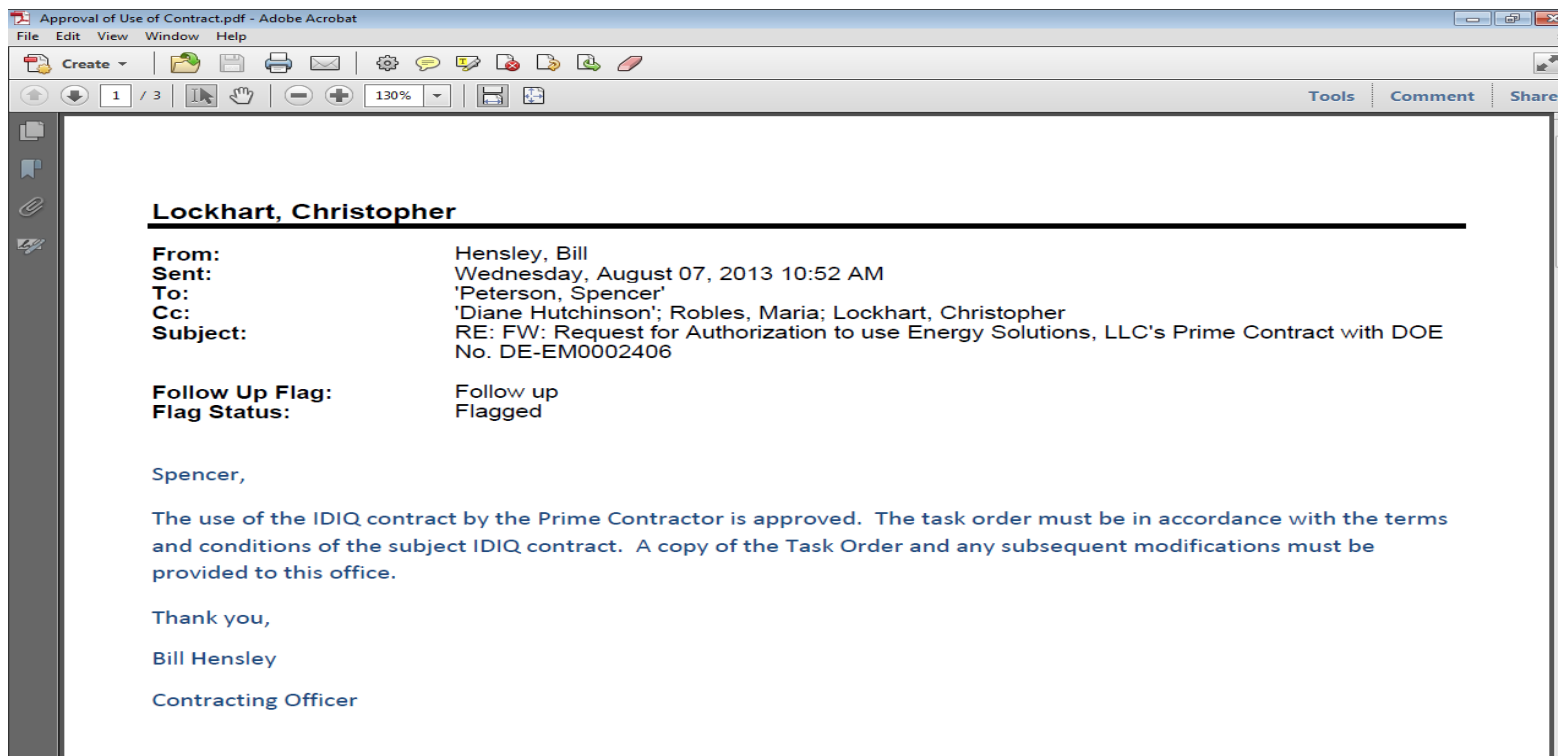 Approval of Use of Contract.pdf - Adobe Acrobat
File Edit View Window Help
Create
1 / 3 130% Tools Comment Share
Lockhart, Christopher
From: Hensley, Bill
Sent: Wednesday, August 07, 2013 10:52 AM
To: 'Peterson, Spencer'
Cc: 'Diane Hutchinson'; Robles, Maria; Lockhart, Christopher
Subject: RE: FW: Request for Authorization to use Energy Solutions, LLC's Prime Contract with DOE
No. DE-EM0002406
Follow Up Flag: Follow up
Flag Status: Flagged
Spencer,
The use of the IDIQ contract by the Prime Contractor is approved.  The task order must be in accordance with the terms
and conditions of the subject IDIQ contract.  A copy of the Task Order and any subsequent modifications must be
provided to this office.
Thank you,
Bill Hensley
Contracting Officer